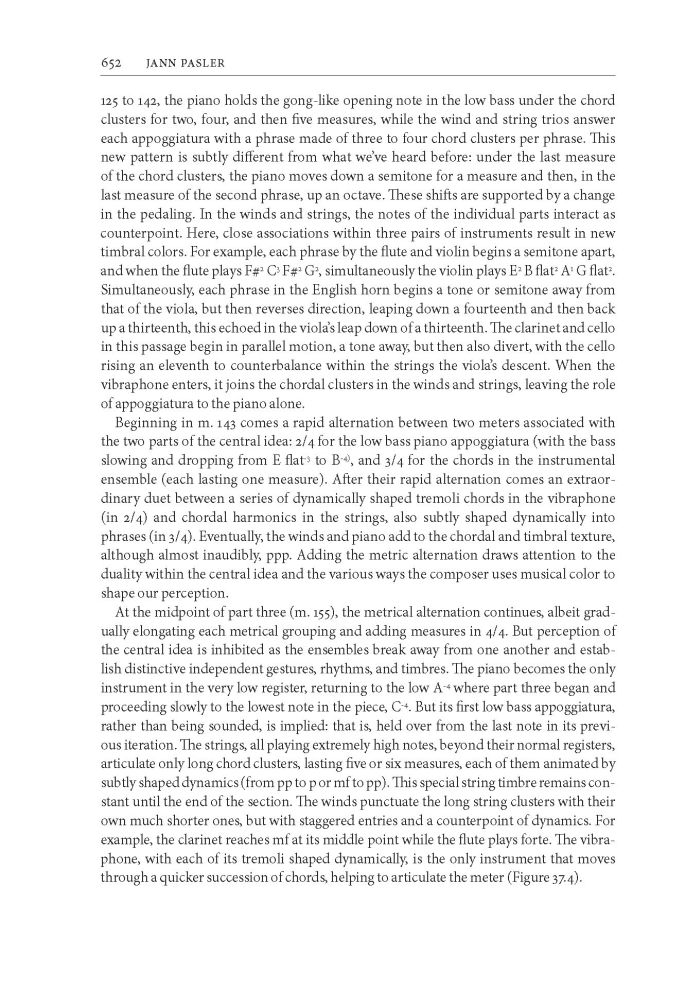 652 JANN PASLER
125 to 142, the piano holds the gong-like opening note in the low bass under the chord
clusters for two, four, and then five measures, while the wind and string trios answer
each appoggiatura with a phrase made of three to four chord clusters per phrase. This
new pattern is subtly different from what we’ve heard before: under the last measure
of the chord clusters, the piano moves down a semitone for a measure and then, in the
last measure of the second phrase, up an octave. These shifts are supported by a change
in the pedaling. In the winds and strings, the notes of the individual parts interact as
counterpoint. Here, close associations within three pairs of instruments result in new
timbral colors. For example, each phrase by the flute and violin begins a semitone apart,
and when the flute plays F#² C³ F#² G², simultaneously the violin plays E² B flat² A¹ G flat².
Simultaneously, each phrase in the English horn begins a tone or semitone away from
that of the viola, but then reverses direction, leaping down a fourteenth and then back
up a thirteenth, this echoed in the viola’s leap down of a thirteenth. The clarinet and cello
in this passage begin in parallel motion, a tone away, but then also divert, with the cello
rising an eleventh to counterbalance within the strings the viola’s descent. When the
vibraphone enters, it joins the chordal clusters in the winds and strings, leaving the role
of appoggiatura to the piano alone.
Beginning in m. 143 comes a rapid alternation between two meters associated with
the two parts of the central idea: 2/4 for the low bass piano appoggiatura (with the bass
slowing and dropping from E flat⁻³ to B⁻⁴⁾, and 3/4 for the chords in the instrumental
ensemble (each lasting one measure). After their rapid alternation comes an extraor-
dinary duet between a series of dynamically shaped tremoli chords in the vibraphone
(in 2/4) and chordal harmonics in the strings, also subtly shaped dynamically into
phrases (in 3/4). Eventually, the winds and piano add to the chordal and timbral texture,
although almost inaudibly, ppp. Adding the metric alternation draws attention to the
duality within the central idea and the various ways the composer uses musical color to
shape our perception.
At the midpoint of part three (m. 155), the metrical alternation continues, albeit grad-
ually elongating each metrical grouping and adding measures in 4/4. But perception of
the central idea is inhibited as the ensembles break away from one another and estab-
lish distinctive independent gestures, rhythms, and timbres. The piano becomes the only
instrument in the very low register, returning to the low A⁻⁴ where part three began and
proceeding slowly to the lowest note in the piece, C⁻⁴. But its first low bass appoggiatura,
rather than being sounded, is implied: that is, held over from the last note in its previ-
ous iteration. The strings, all playing extremely high notes, beyond their normal registers,
articulate only long chord clusters, lasting five or six measures, each of them animated by
subtly shaped dynamics (from pp to p or mf to pp). This special string timbre remains con-
stant until the end of the section. The winds punctuate the long string clusters with their
own much shorter ones, but with staggered entries and a counterpoint of dynamics. For
example, the clarinet reaches mf at its middle point while the flute plays forte. The vibra-
phone, with each of its tremoli shaped dynamically, is the only instrument that moves
through a quicker succession of chords, helping to articulate the meter (Figure 37.4).